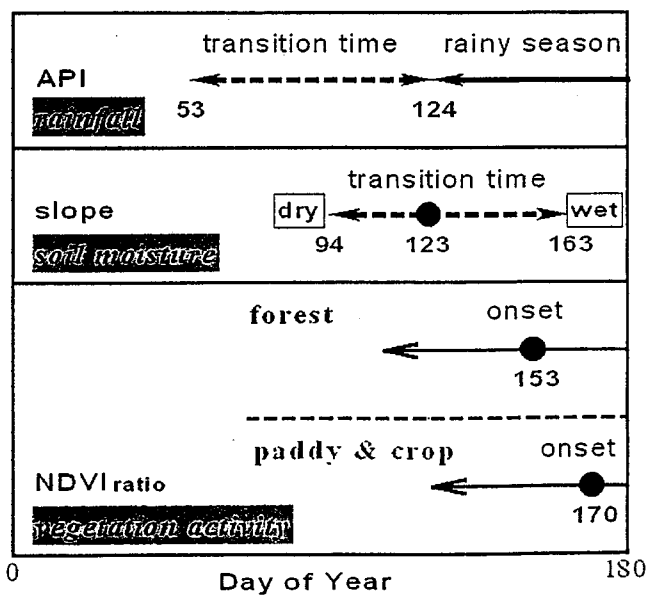 transition time rainy season
API
rainfall
53 124
transition time
slope dry wet
soil moisture
94 123 163
forest onset
153
paddy & crop onset
NDVI ratio
170
vegetation activity
0 Day of Year 180